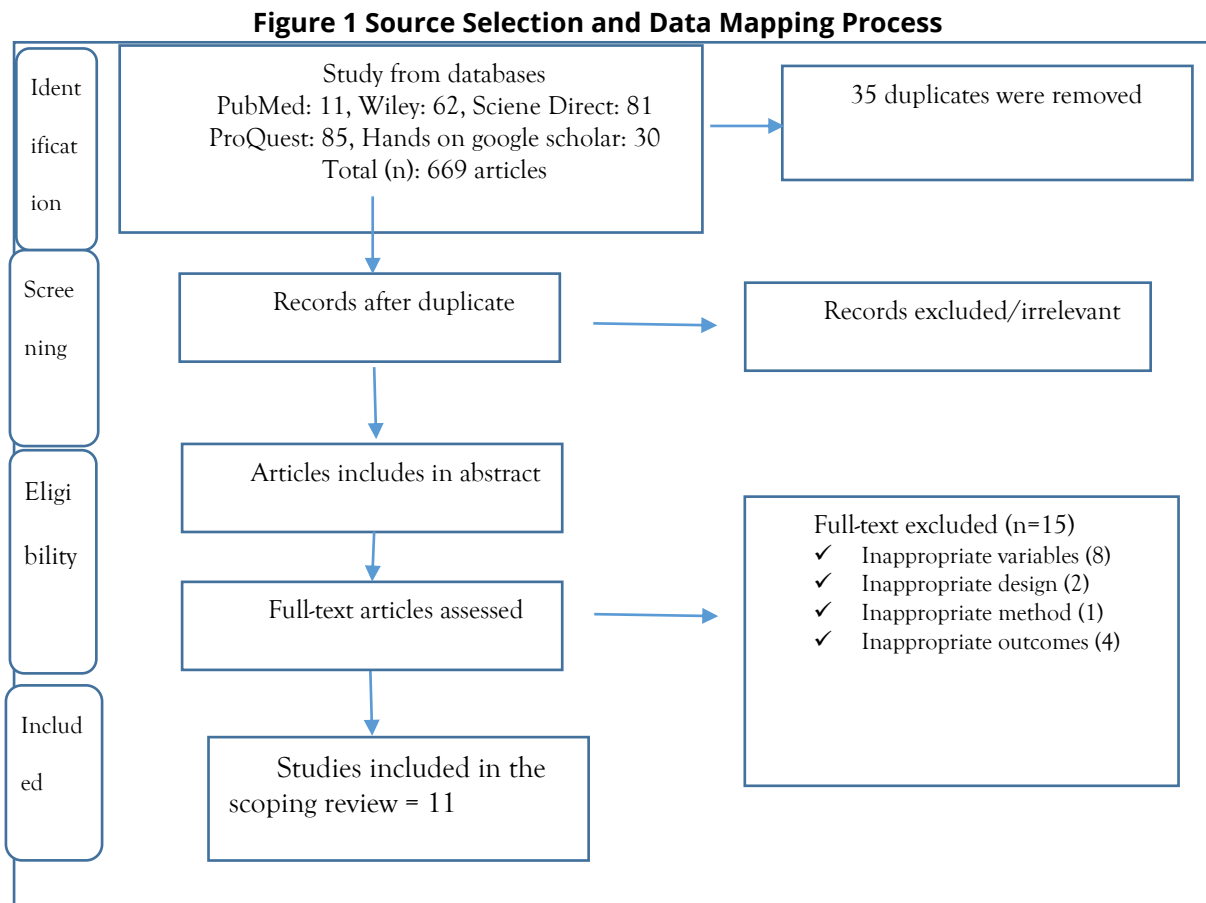 Figure 1 Source Selection and Data Mapping Process
Ident
ificat
ion
Study from databases
PubMed: 11, Wiley: 62, Sciene Direct: 81
ProQuest: 85, Hands on google scholar: 30
Total (n): 669 articles
35 duplicates were removed
Scree
ning
Records after duplicate
Records excluded/irrelevant
Eligi
bility
Articles includes in abstract
Full-text articles assessed
Full-text excluded (n=15)
✓ Inappropriate variables (8)
✓ Inappropriate design (2)
✓ Inappropriate method (1)
✓ Inappropriate outcomes (4)
Includ
ed
Studies included in the
scoping review = 11